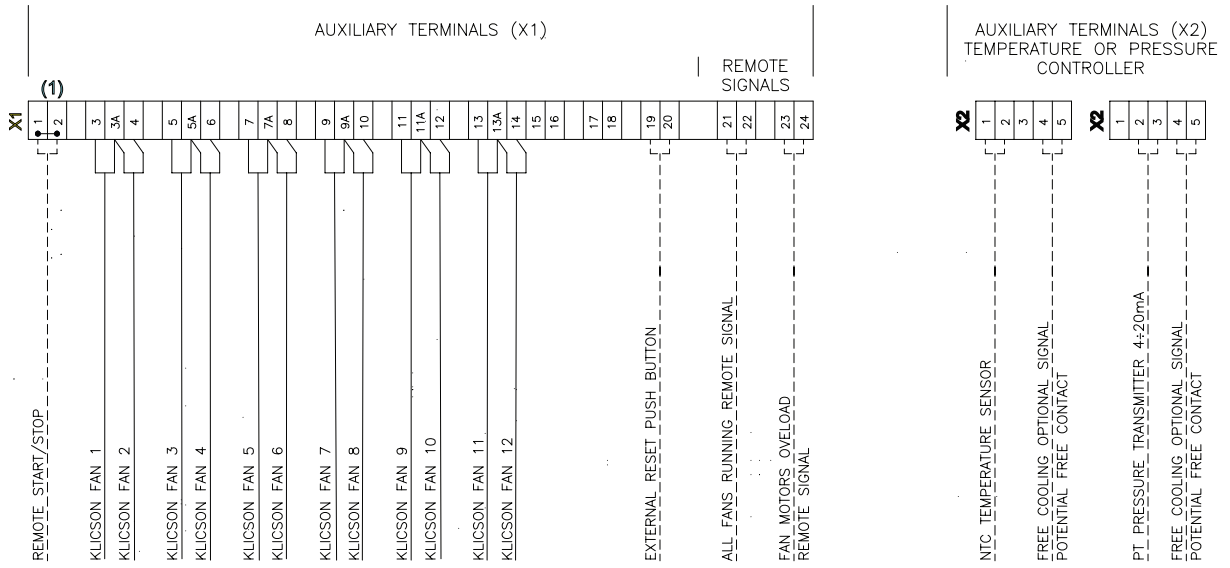 AUXILIARY TERMINALS (X1)
REMOTE
SIGNALS
AUXILIARY TERMINALS (X2)
TEMPERATURE OR PRESSURE
CONTROLLER
(1)
X1
1 2 3 3A 4 5 5A 6 7 7A 8 9 9A 10 11 11A 12 13 13A 14 15 16 17 18 19 20 21 22 23 24
X2
1 2 3 4 5
X2
1 2 3 4 5
REMOTE START/STOP
KLICSON FAN 1
KLICSON FAN 2
KLICSON FAN 3
KLICSON FAN 4
KLICSON FAN 5
KLICSON FAN 6
KLICSON FAN 7
KLICSON FAN 8
KLICSON FAN 9
KLICSON FAN 10
KLICSON FAN 11
KLICSON FAN 12
EXTERNAL RESET PUSH BUTTON
ALL FANS RUNNING REMOTE SIGNAL
FAN MOTORS OVELOAD
REMOTE SIGNAL
NTC TEMPERATURE SENSOR
FREE COOLING OPTIONAL SIGNAL
POTENTIAL FREE CONTACT
PT PRESSURE TRANSMITTER 4÷20mA
FREE COOLING OPTIONAL SIGNAL
POTENTIAL FREE CONTACT